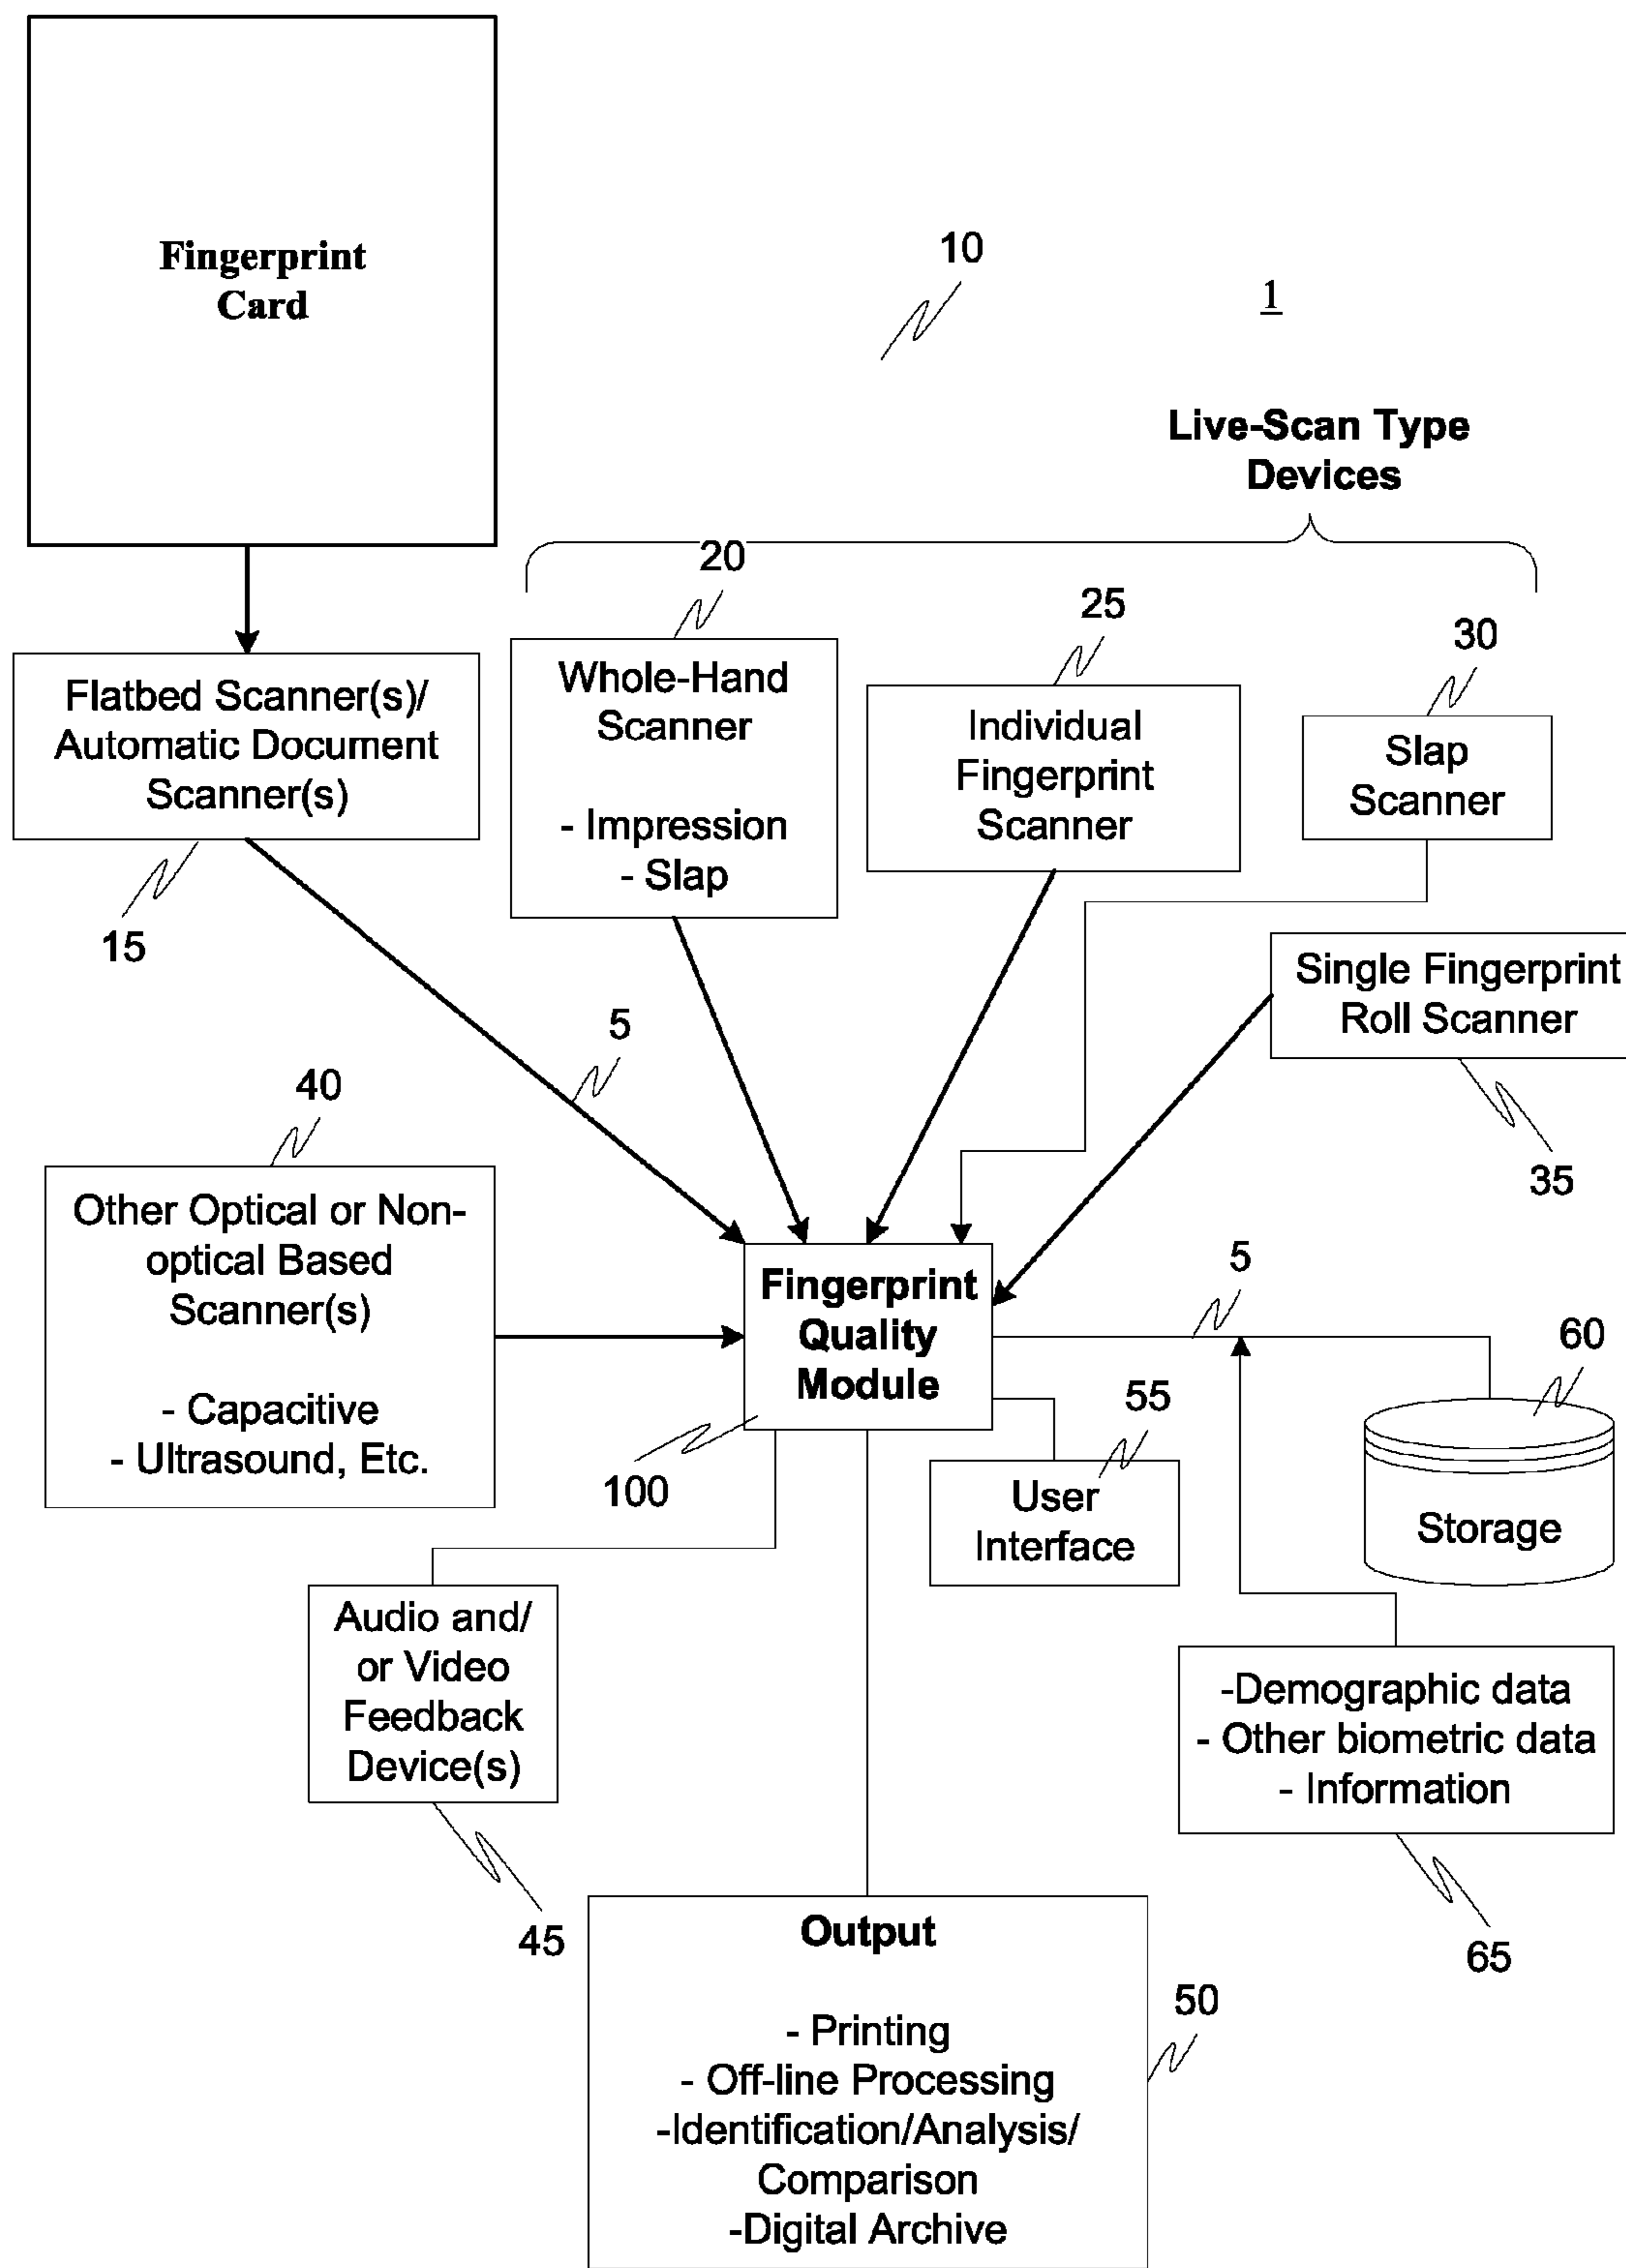 Fingerprint
Card
10
1
Live-Scan Type
Devices
20
25
30
Flatbed Scanner(s)/
Automatic Document
Scanner(s)
15
Whole-Hand
Scanner
- Impression
- Slap
Individual
Fingerprint
Scanner
Slap
Scanner
Single Fingerprint
Roll Scanner
35
5
40
Other Optical or Non-
optical Based
Scanner(s)
- Capacitive
- Ultrasound, Etc.
Fingerprint
Quality
Module
100
5
60
55
User
Interface
Storage
Audio and/
or Video
Feedback
Device(s)
45
-Demographic data
- Other biometric data
- Information
65
Output
- Printing
- Off-line Processing
-Identification/Analysis/
Comparison
-Digital Archive
50